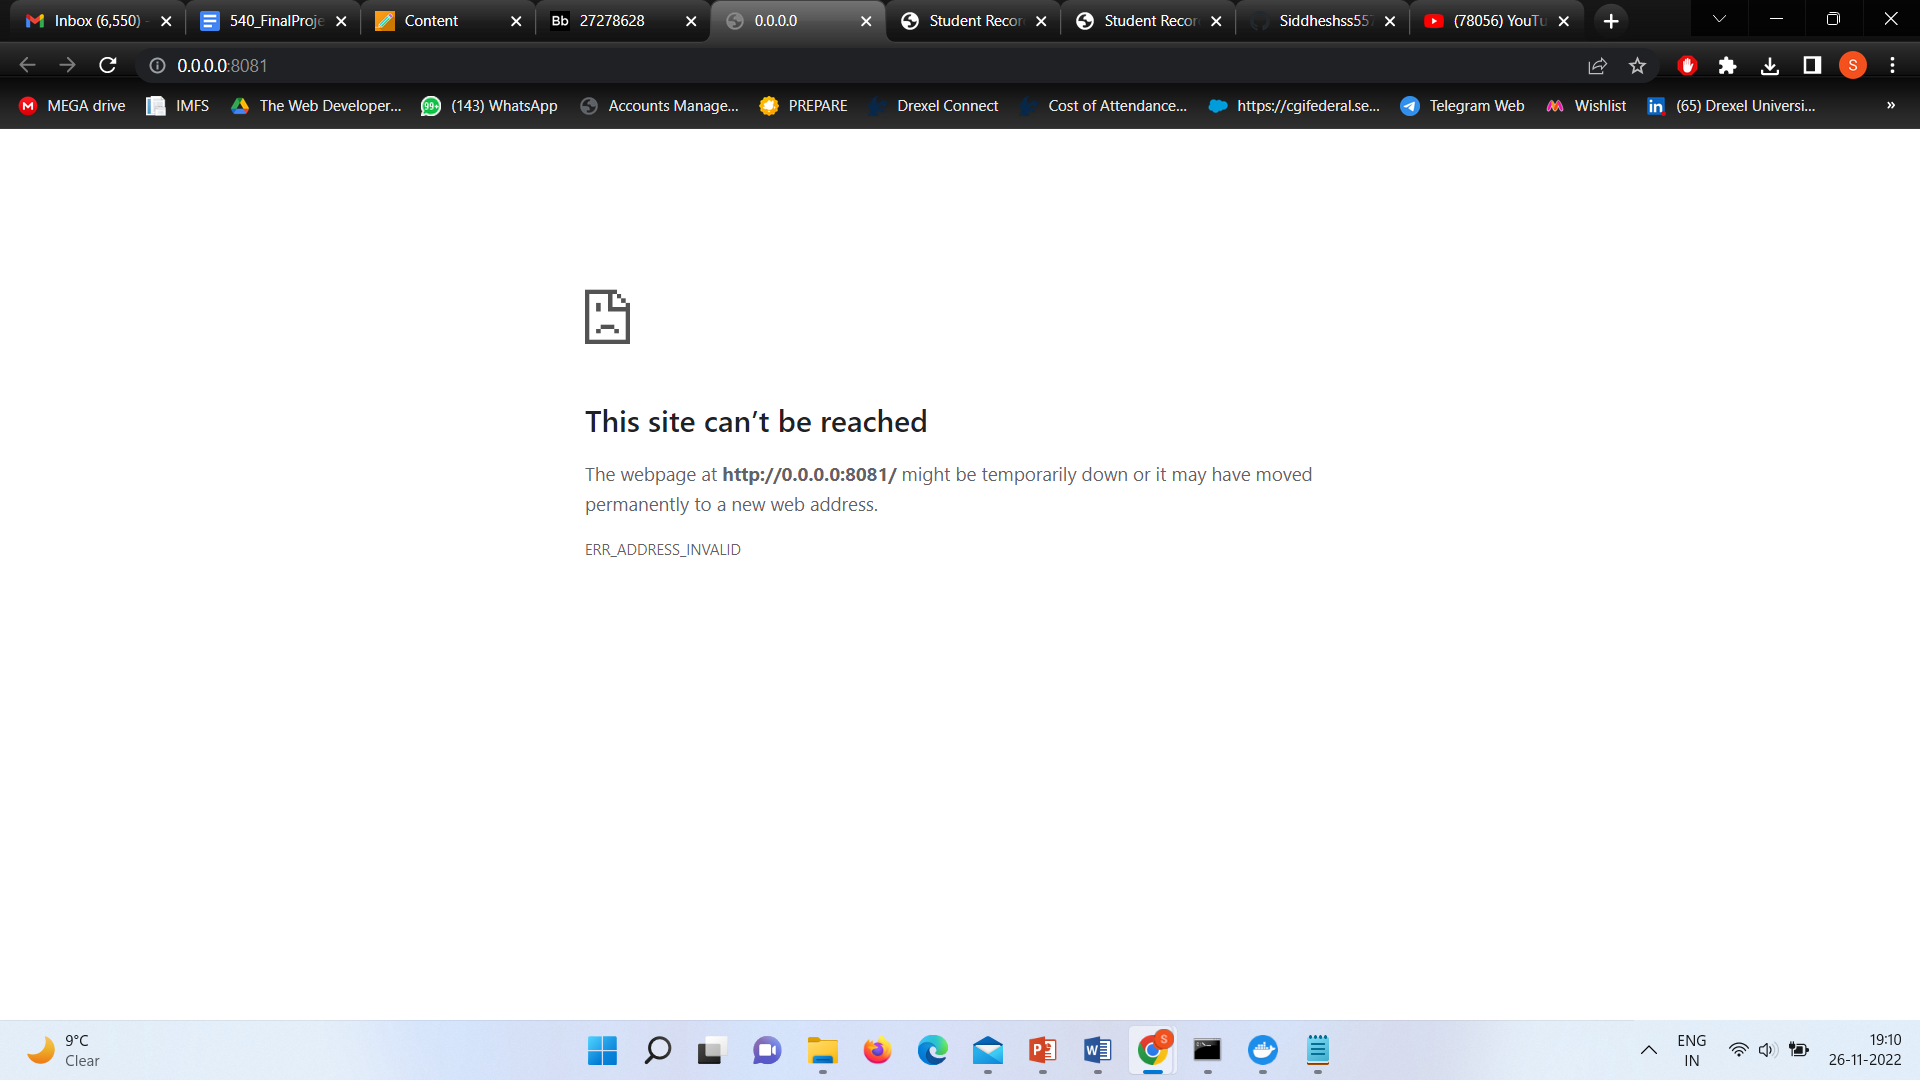 Inbox (6,550)
540_FinalProje
Content
Bb 27278628
0.0.0.0
Student Recor
Student Recor
Siddheshss557
(78056) YouTu
0.0.0.0:8081
S
MEGA drive
IMFS
The Web Developer...
99+ (143) WhatsApp
Accounts Manage...
PREPARE
Drexel Connect
Cost of Attendance...
https://cgifederal.se...
Telegram Web
Wishlist
in (65) Drexel Universi...
»
This site can’t be reached
The webpage at http://0.0.0.0:8081/ might be temporarily down or it may have moved
permanently to a new web address.
ERR_ADDRESS_INVALID
9°C
Clear
ENG
IN
19:10
26-11-2022